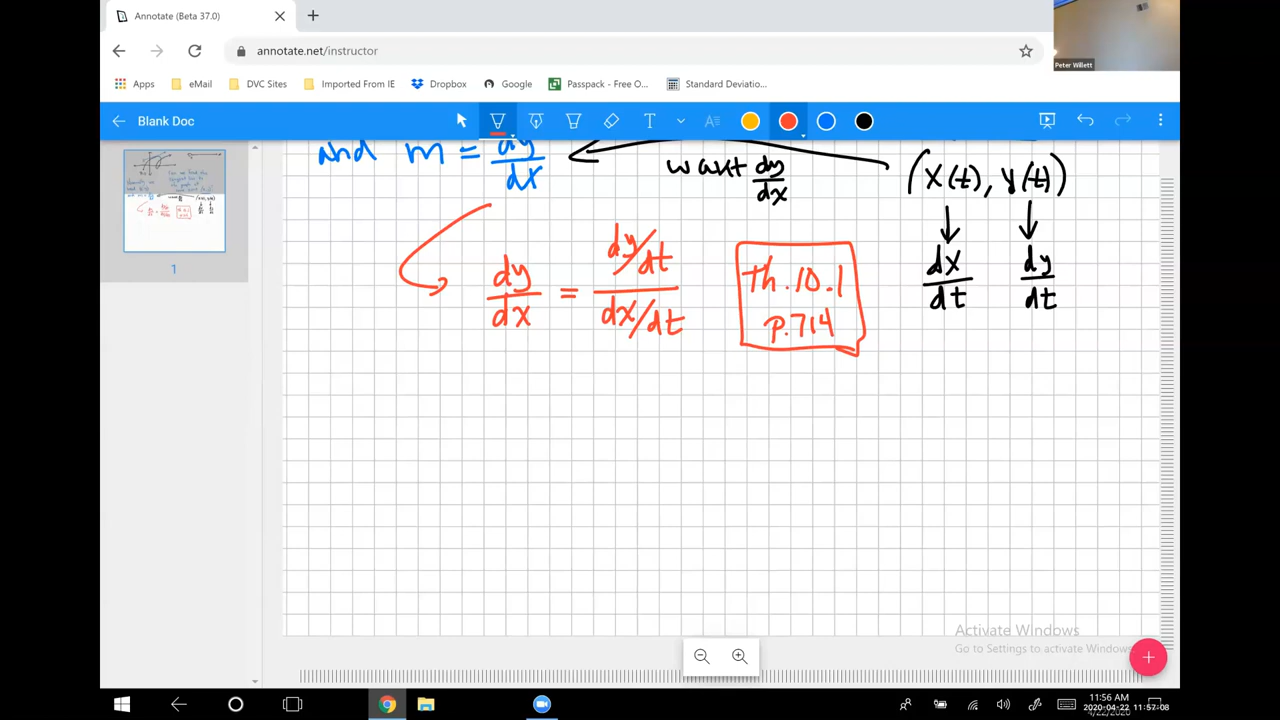 Annotate (Beta 37.0)
annotate.net/instructor
Apps eMail DVC Sites Imported From IE Dropbox Google Passpack - Free O... Standard Deviatio...
Peter Willett
Blank Doc
T A
and m = dy/dx
want dy/dx
(x(t), y(t))
dy/dx = dy/dt / dx/dt
Th. 10.1
p.714
dx/dt dy/dt
1
Activate Windows
Go to Settings to activate Windows.
11:56 AM
2020-04-22 11:57:08
4/22/2020